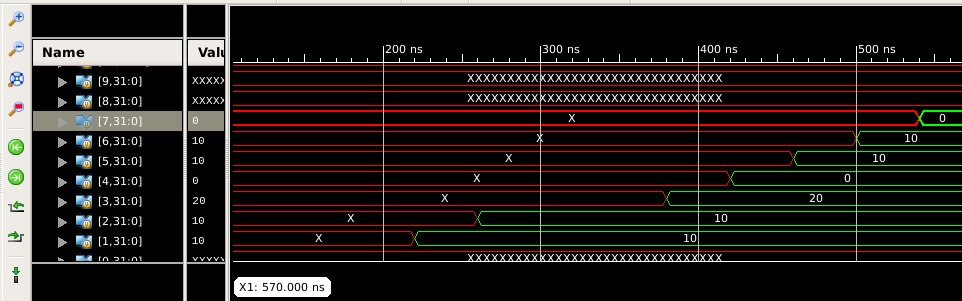 200 ns 300 ns 400 ns 500 ns
Name Valu
[9,31:0] XXXXX XXXXXXXXXXXXXXXXXXXXXXXXXXXXXXXX
[8,31:0] XXXXX XXXXXXXXXXXXXXXXXXXXXXXXXXXXXXXX
[7,31:0] 0 X 0
[6,31:0] 10 X 10
[5,31:0] 10 X 10
[4,31:0] 0 X 0
[3,31:0] 20 X 20
[2,31:0] 10 X 10
[1,31:0] 10 X 10
[0,31:0] XXXXX XXXXXXXXXXXXXXXXXXXXXXXXXXXXXXXX
X1: 570.000 ns